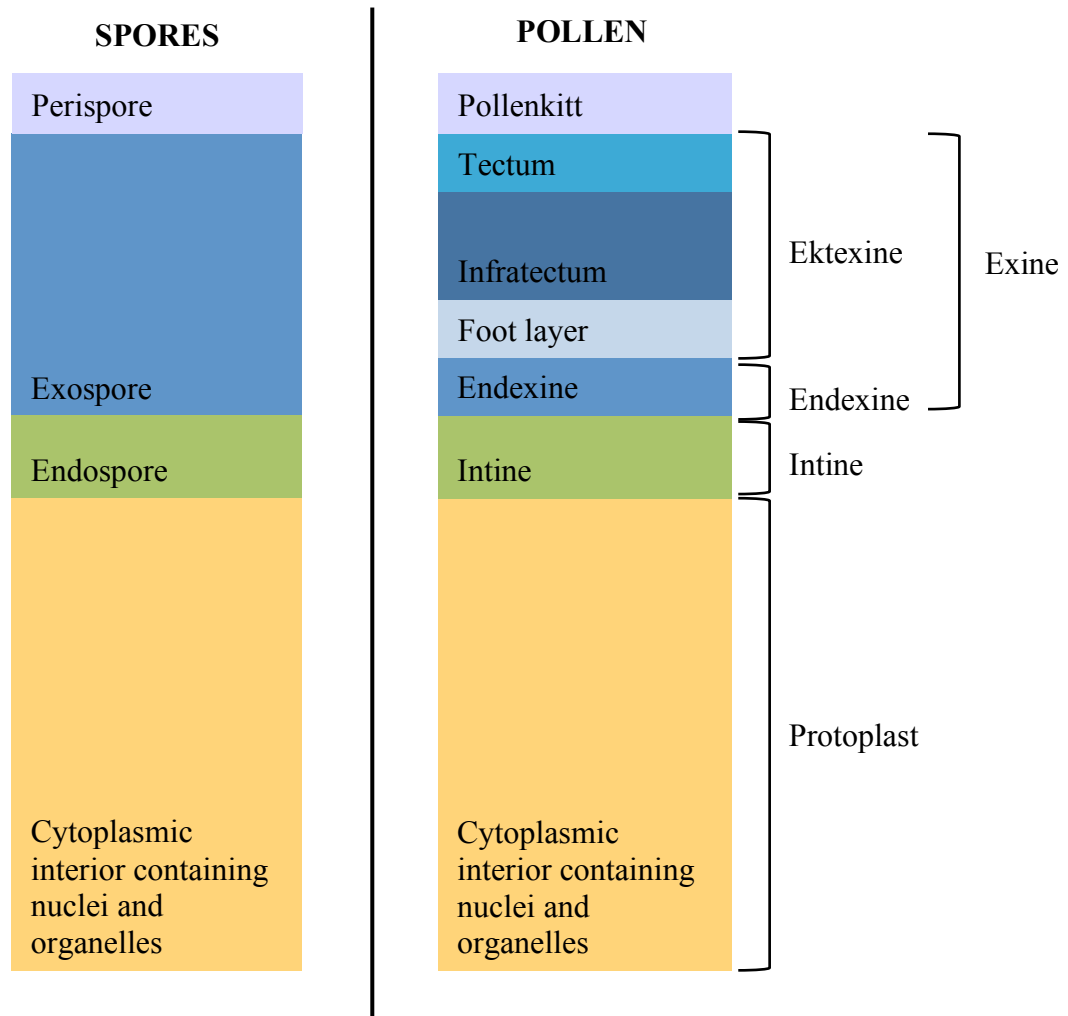 SPORES
Perispore
Exospore
Endospore
Cytoplasmic
interior containing
nuclei and
organelles
POLLEN
Pollenkitt
Tectum
Infratectum
Foot layer
Endexine
Intine
Cytoplasmic
interior containing
nuclei and
organelles
Ektexine
Endexine
Intine
Protoplast
Exine